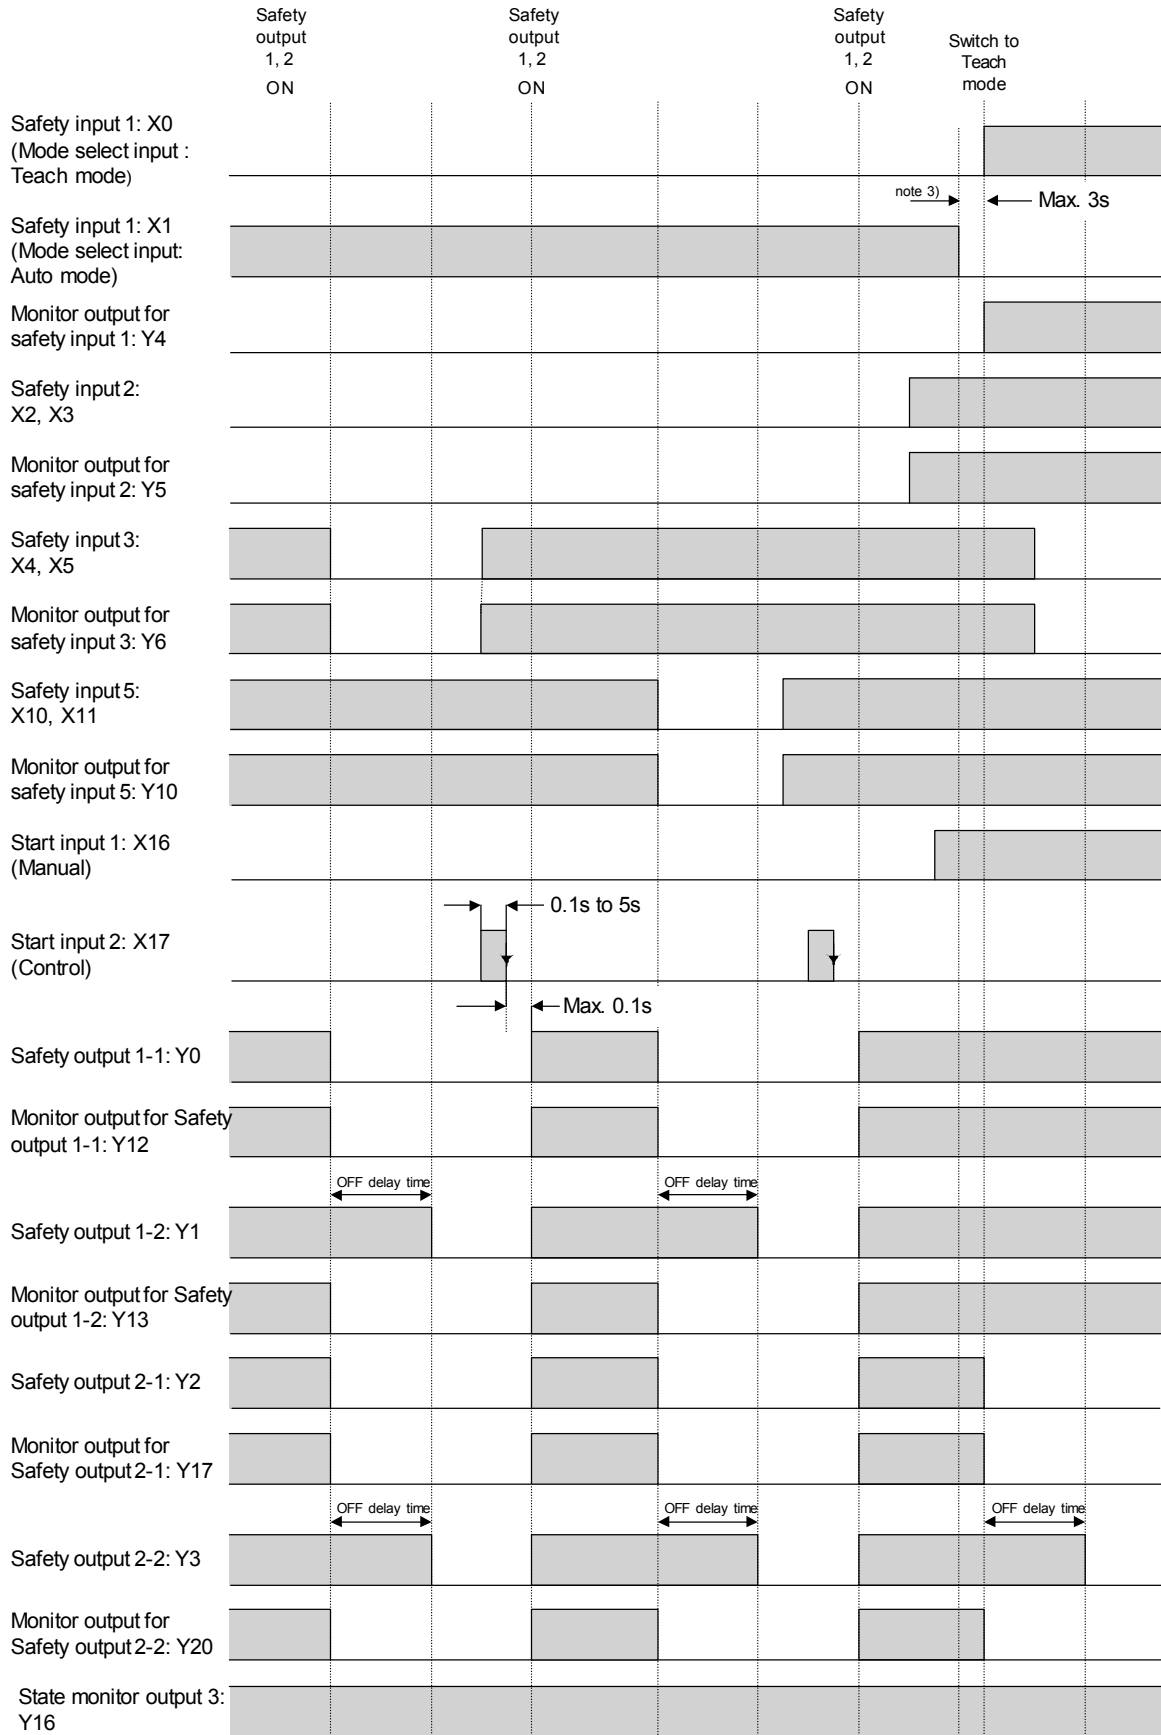 Safety
output
1, 2
ON
Safety
output
1, 2
ON
Safety
output
1, 2
ON
Switch to
Teach
mode
Safety input 1: X0
(Mode select input :
Teach mode)
note 3)
Max. 3s
Safety input 1: X1
(Mode select input:
Auto mode)
Monitor output for
safety input 1: Y4
Safety input 2:
X2, X3
Monitor output for
safety input 2: Y5
Safety input 3:
X4, X5
Monitor output for
safety input 3: Y6
Safety input 5:
X10, X11
Monitor output for
safety input 5: Y10
Start input 1: X16
(Manual)
0.1s to 5s
Start input 2: X17
(Control)
Max. 0.1s
Safety output 1-1: Y0
Monitor output for Safety
output 1-1: Y12
OFF delay time
OFF delay time
Safety output 1-2: Y1
Monitor output for Safety
output 1-2: Y13
Safety output 2-1: Y2
Monitor output for
Safety output 2-1: Y17
OFF delay time
OFF delay time
OFF delay time
Safety output 2-2: Y3
Monitor output for
Safety output 2-2: Y20
State monitor output 3:
Y16